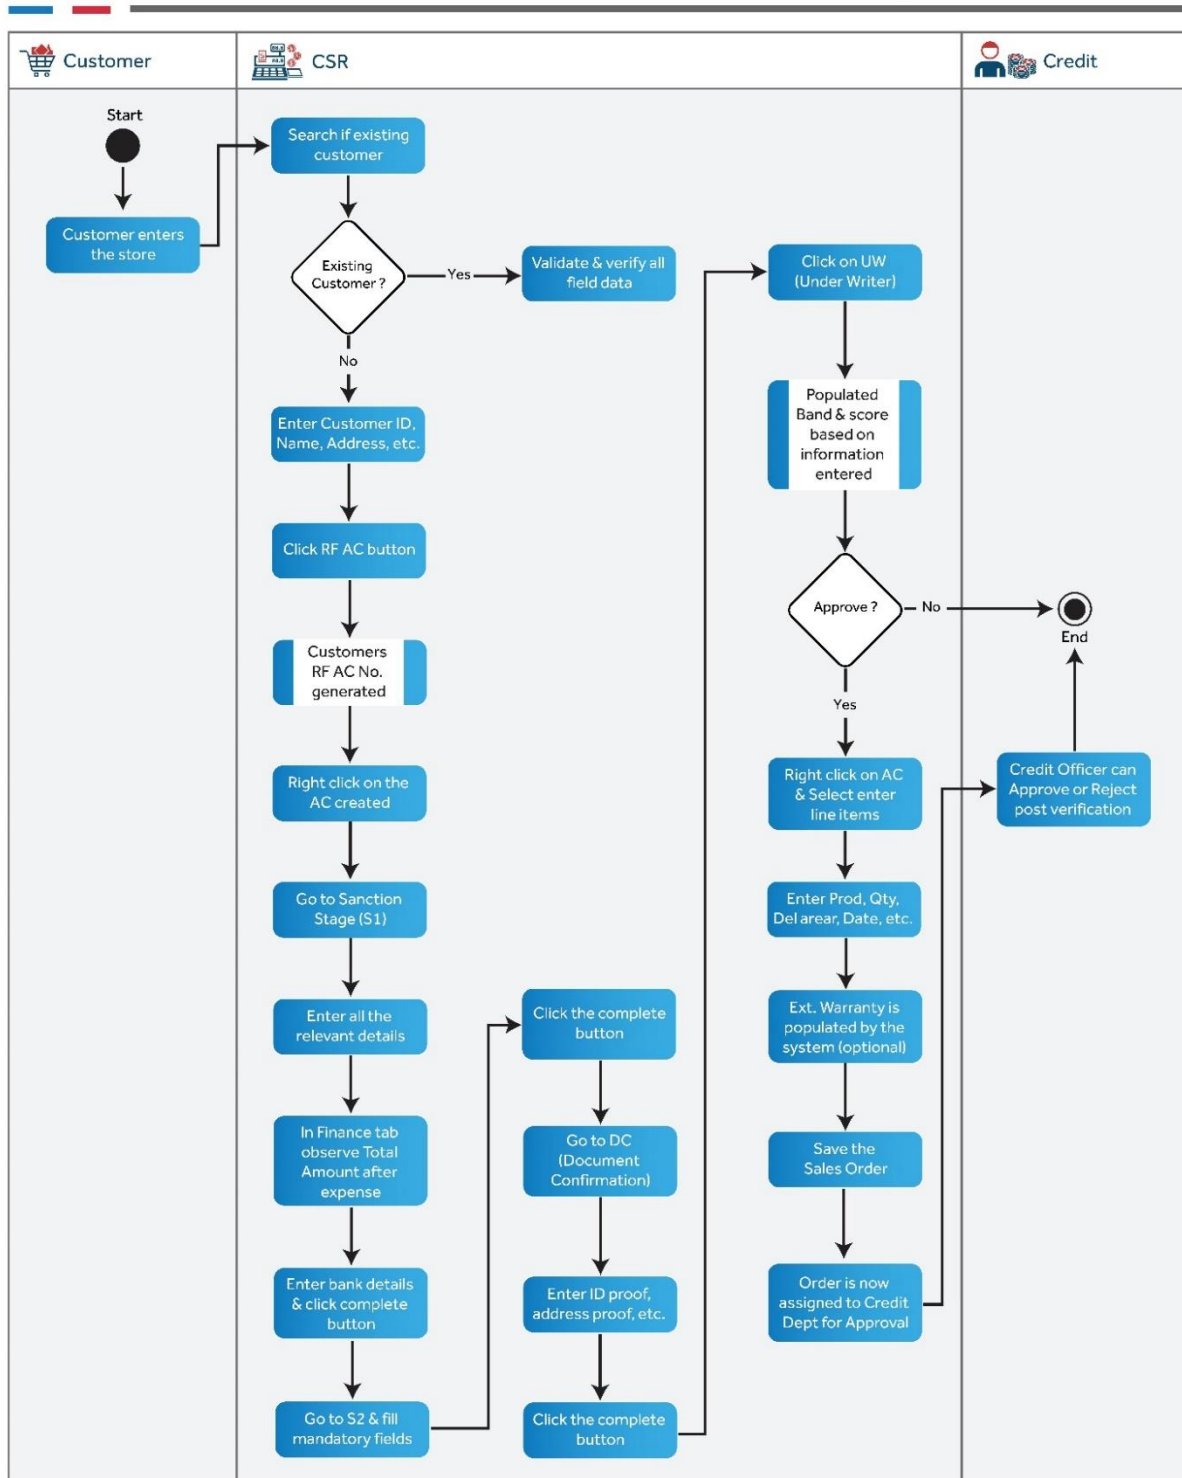 Customer
CSR
Credit
Start
Customer enters
the store
Search if existing
customer
Existing
Customer ?
Yes
Validate & verify all
field data
No
Enter Customer ID,
Name, Address, etc.
Click RF AC button
Customers
RF AC No.
generated
Right click on the
AC created
Go to Sanction
Stage (S1)
Enter all the
relevant details
In Finance tab
observe Total
Amount after
expense
Enter bank details
& click complete
button
Go to S2 & fill
mandatory fields
Click the complete
button
Go to DC
(Document
Confirmation)
Enter ID proof,
address proof, etc.
Click the complete
button
Click on UW
(Under Writer)
Populated
Band & score
based on
information
entered
Approve ?
No
Yes
Right click on AC
& Select enter
line items
Enter Prod, Qty,
Del arear, Date, etc.
Ext. Warranty is
populated by the
system (optional)
Save the
Sales Order
Order is now
assigned to Credit
Dept for Approval
Credit Officer can
Approve or Reject
post verification
End